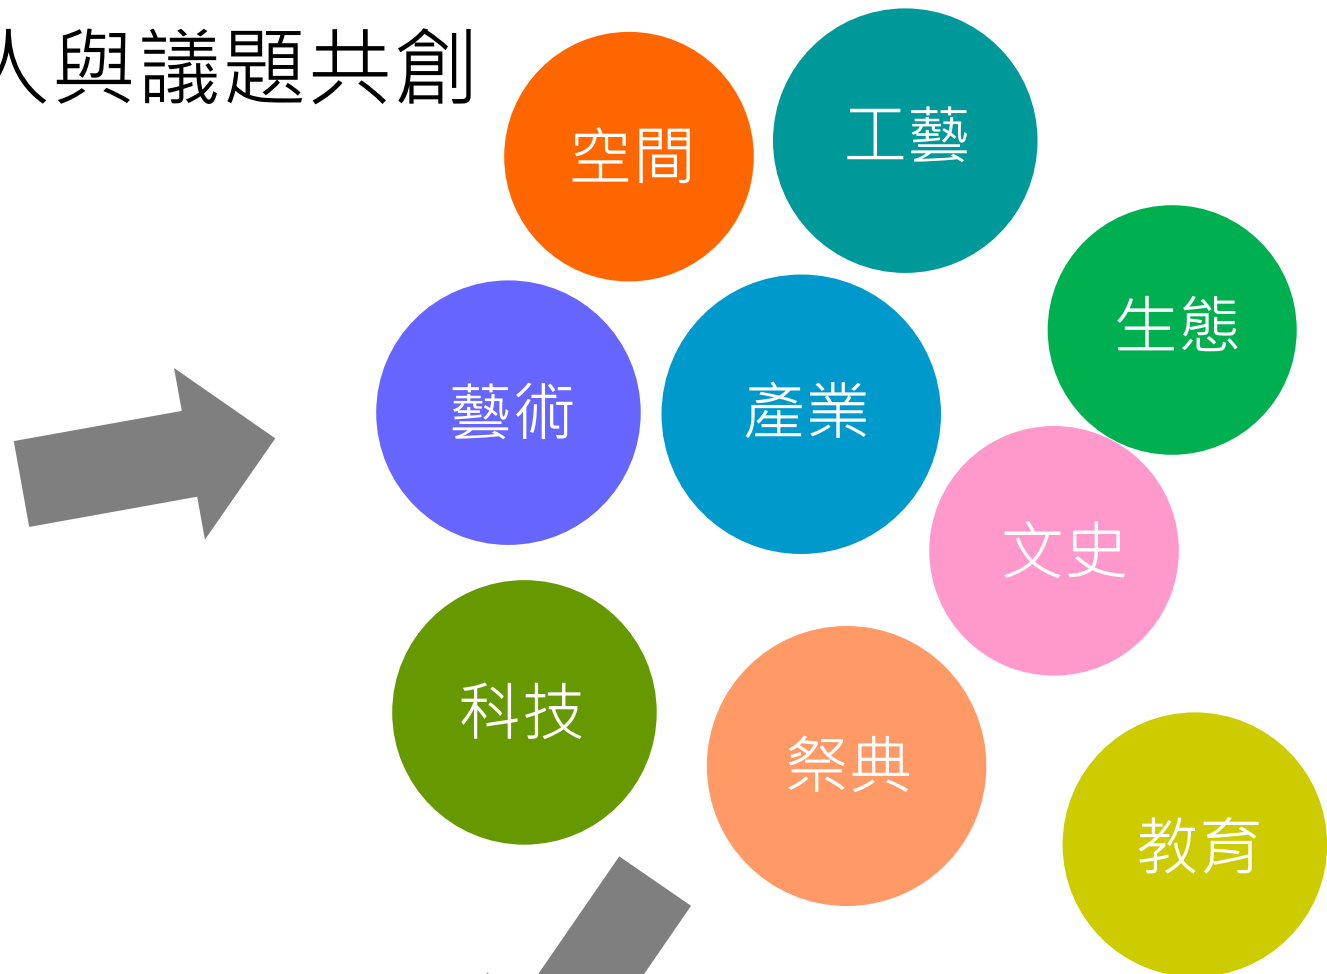 人與議題共創
空間
工藝
生態
藝術
產業
文史
科技
祭典
教育